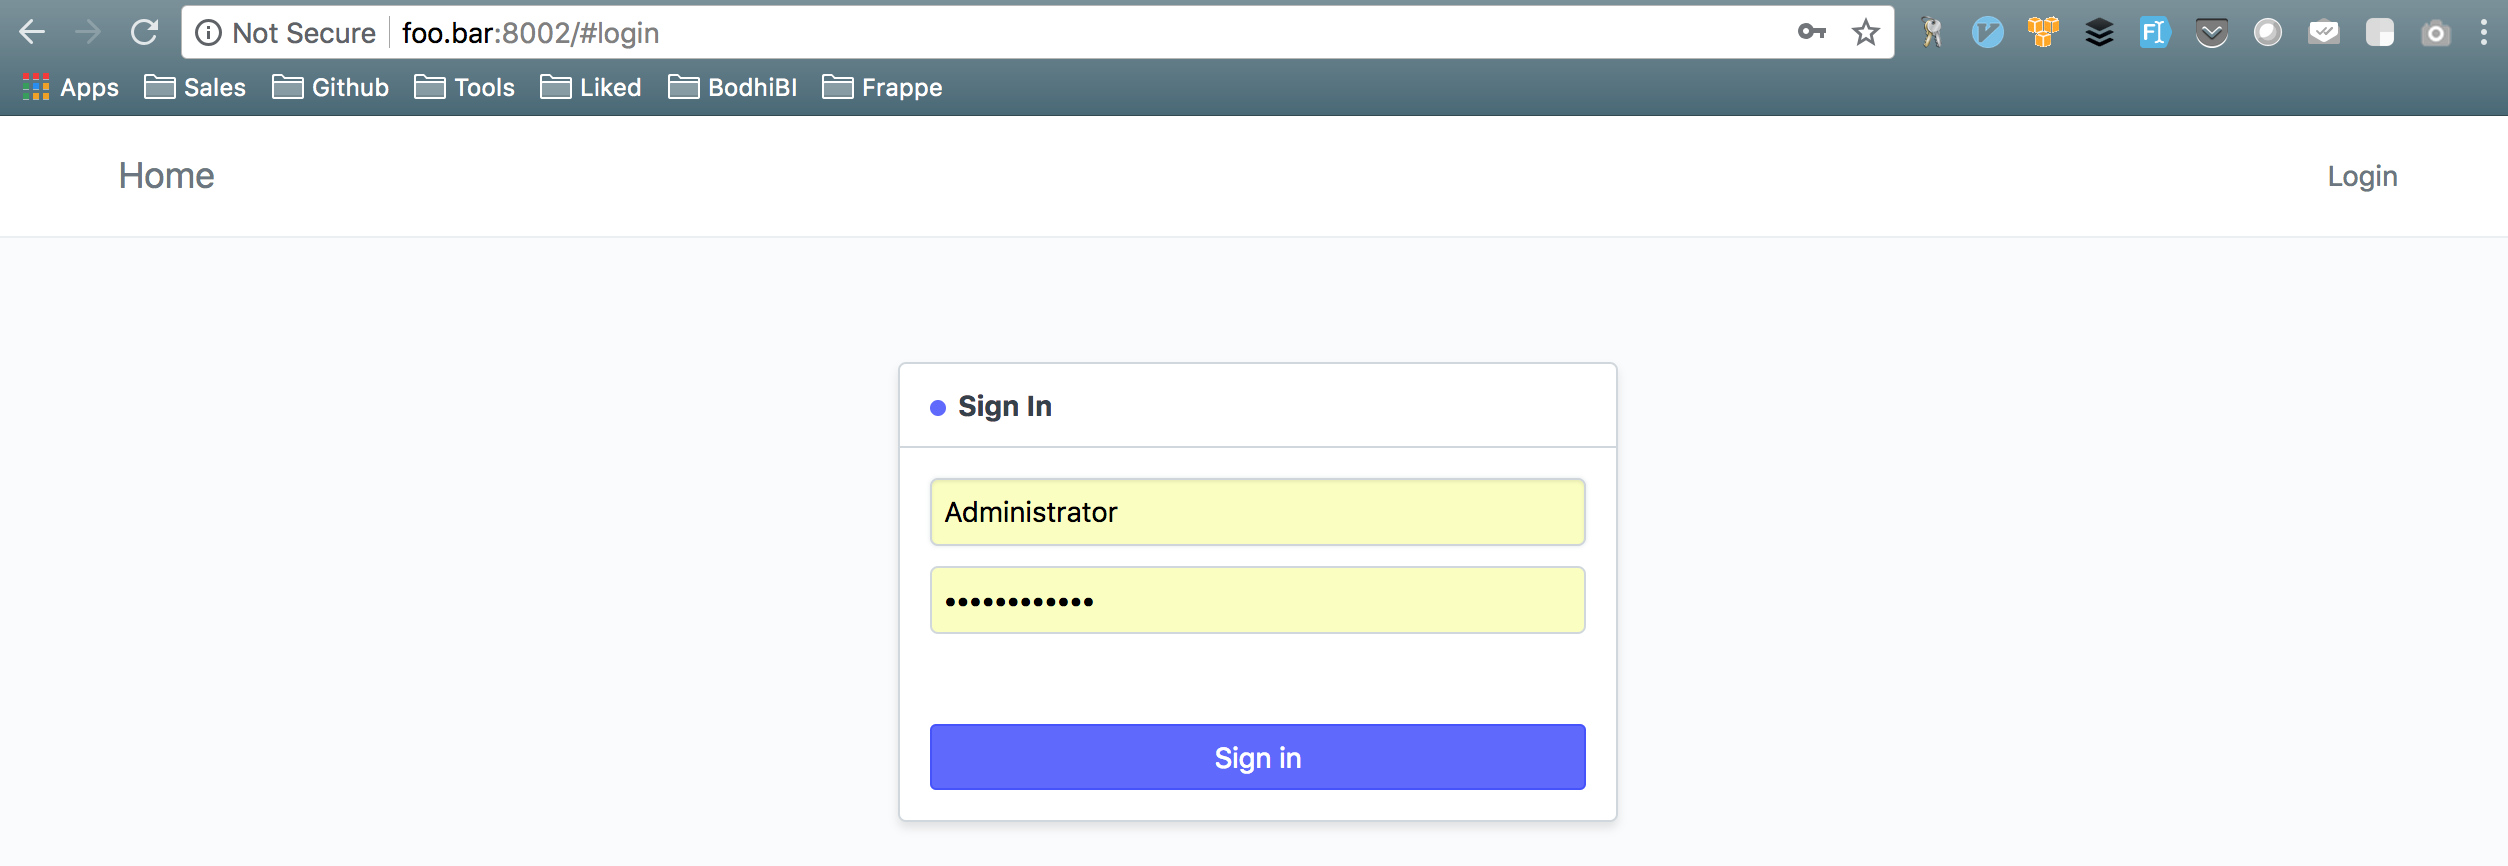 Not Secure foo.bar:8002/#login
Apps Sales Github Tools Liked BodhiBI Frappe
Home Login
Sign In
Administrator
••••••••••••
Sign in